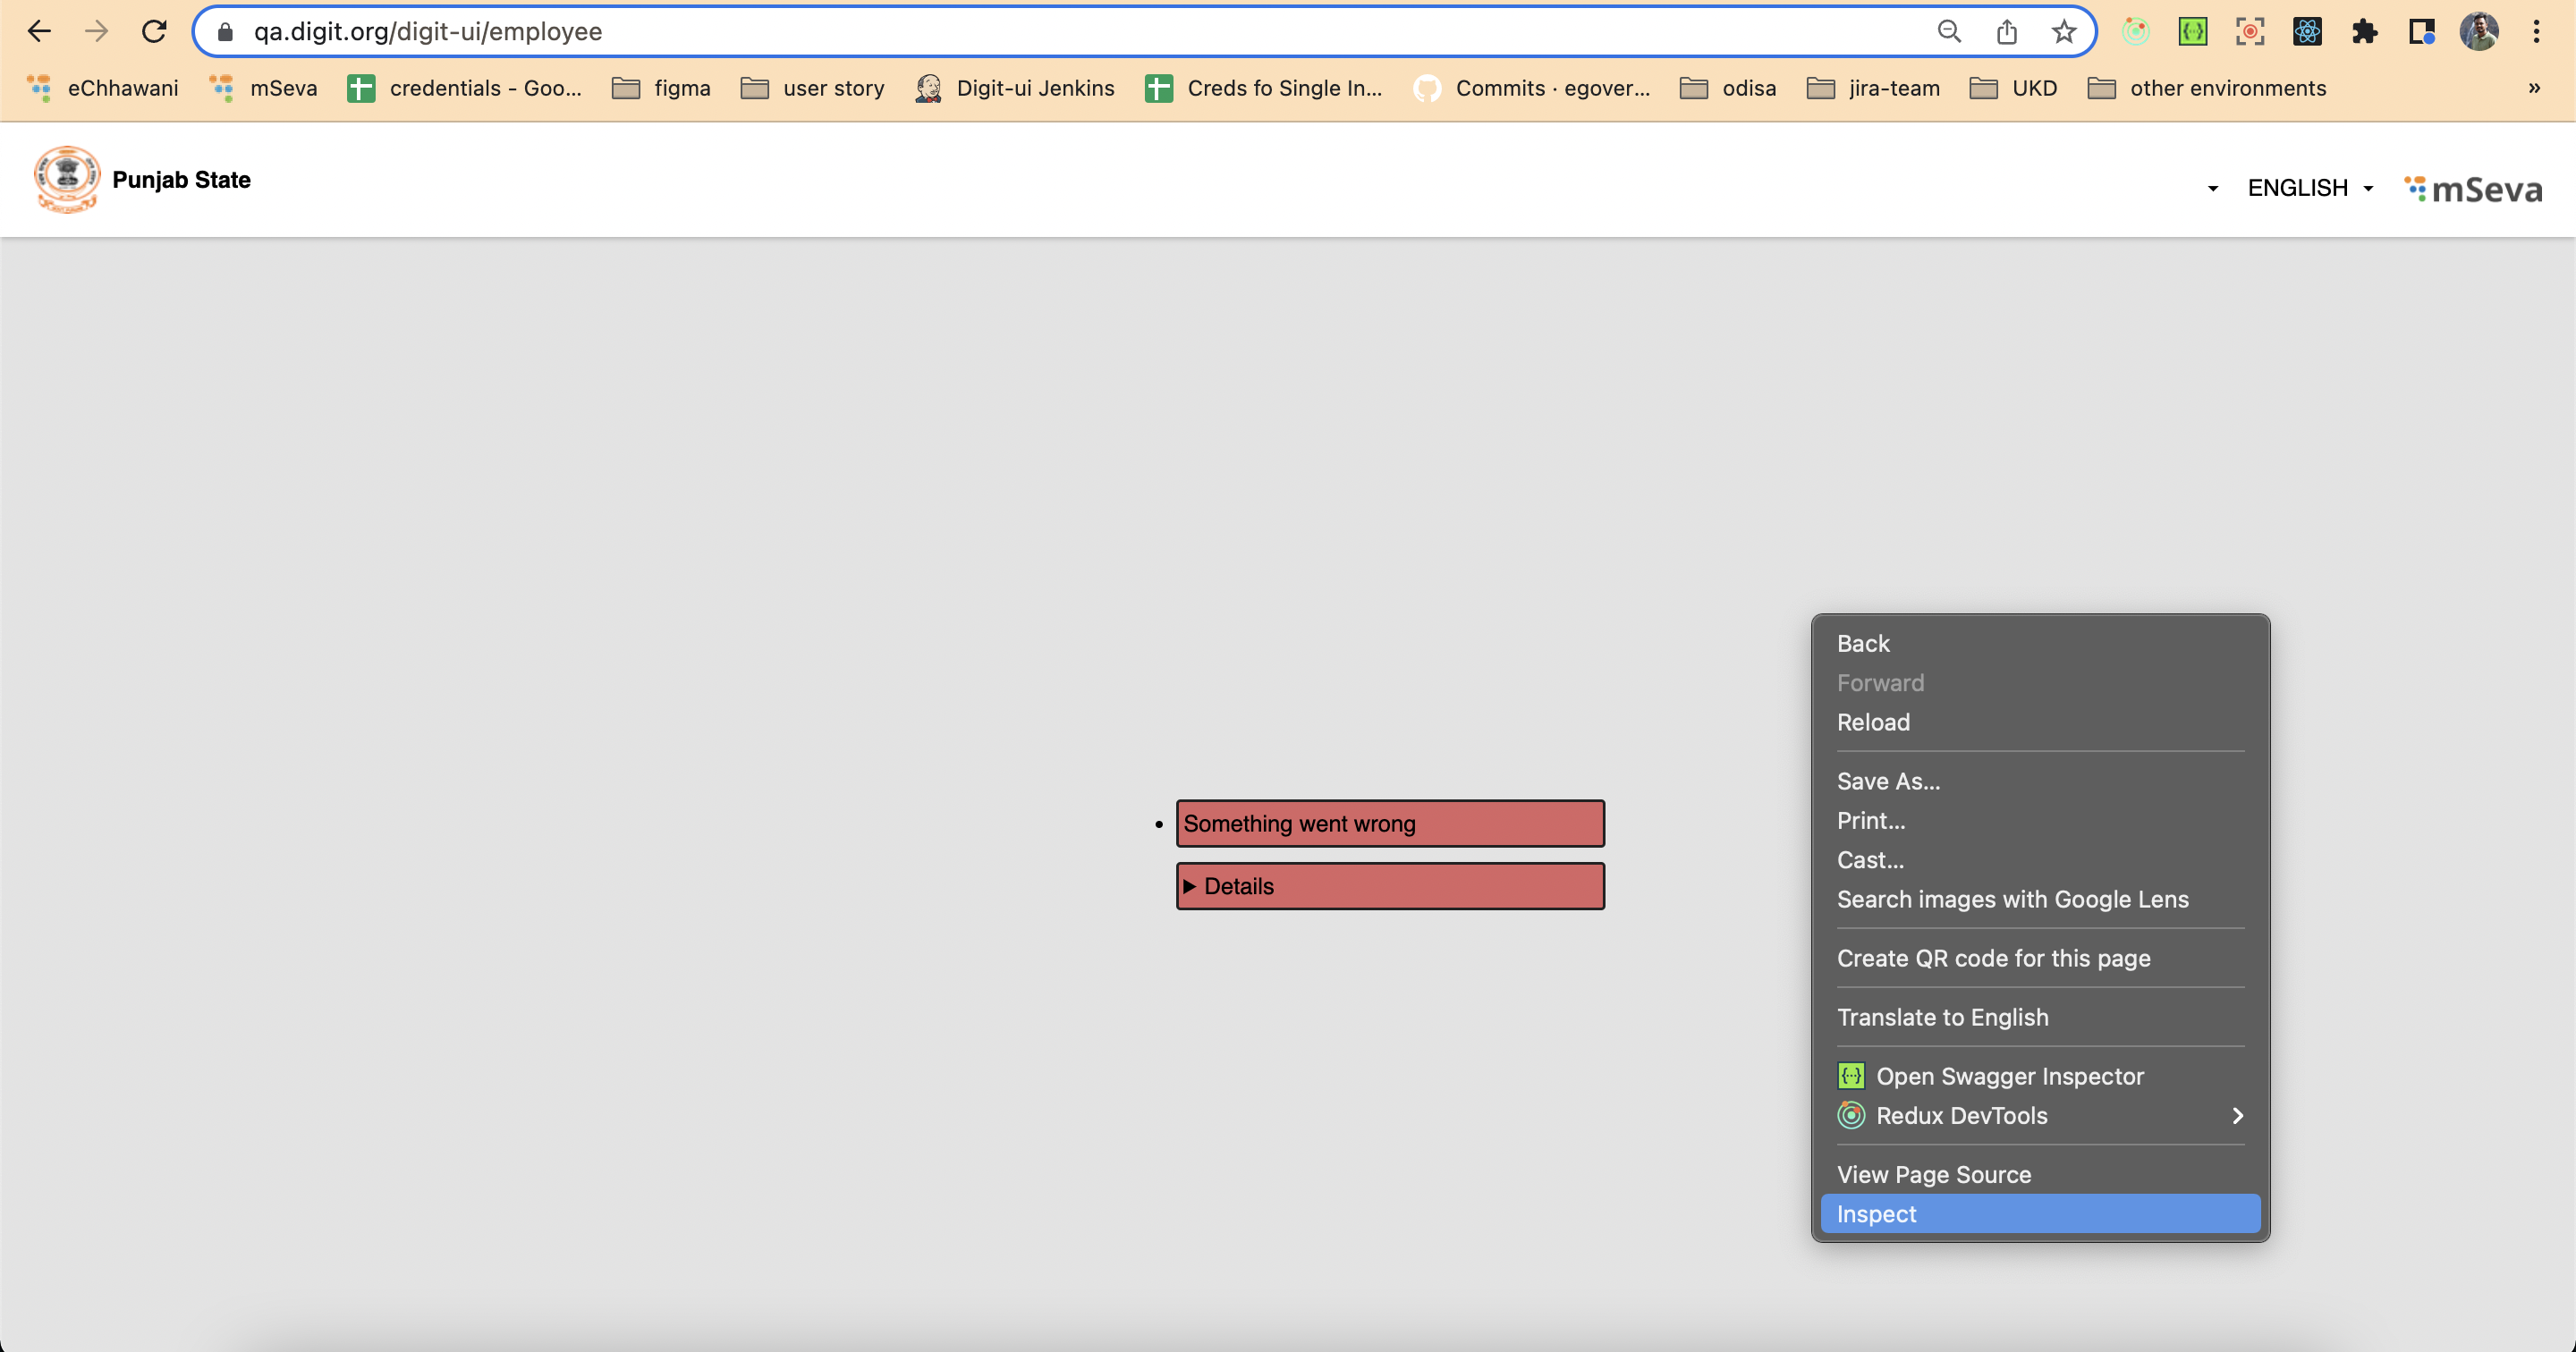 qa.digit.org/digit-ui/employee
eChhawani mSeva credentials - Goo... figma user story Digit-ui Jenkins Creds fo Single In... Commits · egover... odisa jira-team UKD other environments »
Punjab State ENGLISH mSeva
Something went wrong
Details
Back
Forward
Reload
Save As...
Print...
Cast...
Search images with Google Lens
Create QR code for this page
Translate to English
Open Swagger Inspector
Redux DevTools
View Page Source
Inspect